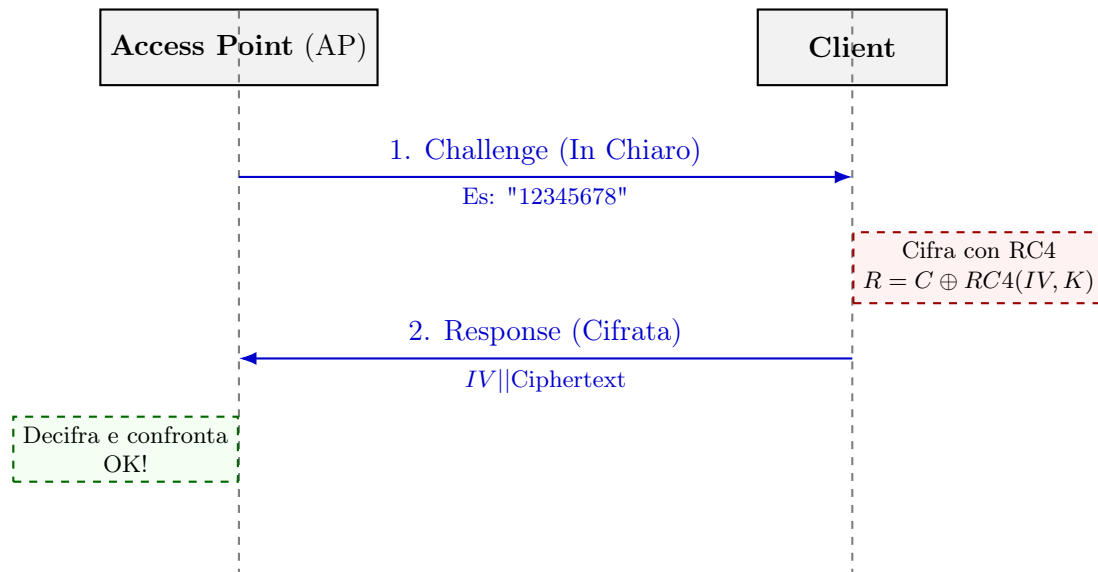 Access Point (AP)
Client
1. Challenge (In Chiaro)
Es: "12345678"
Cifra con RC4
R = C ⊕ RC4(IV, K)
2. Response (Cifrata)
IV||Ciphertext
Decifra e confronta
OK!